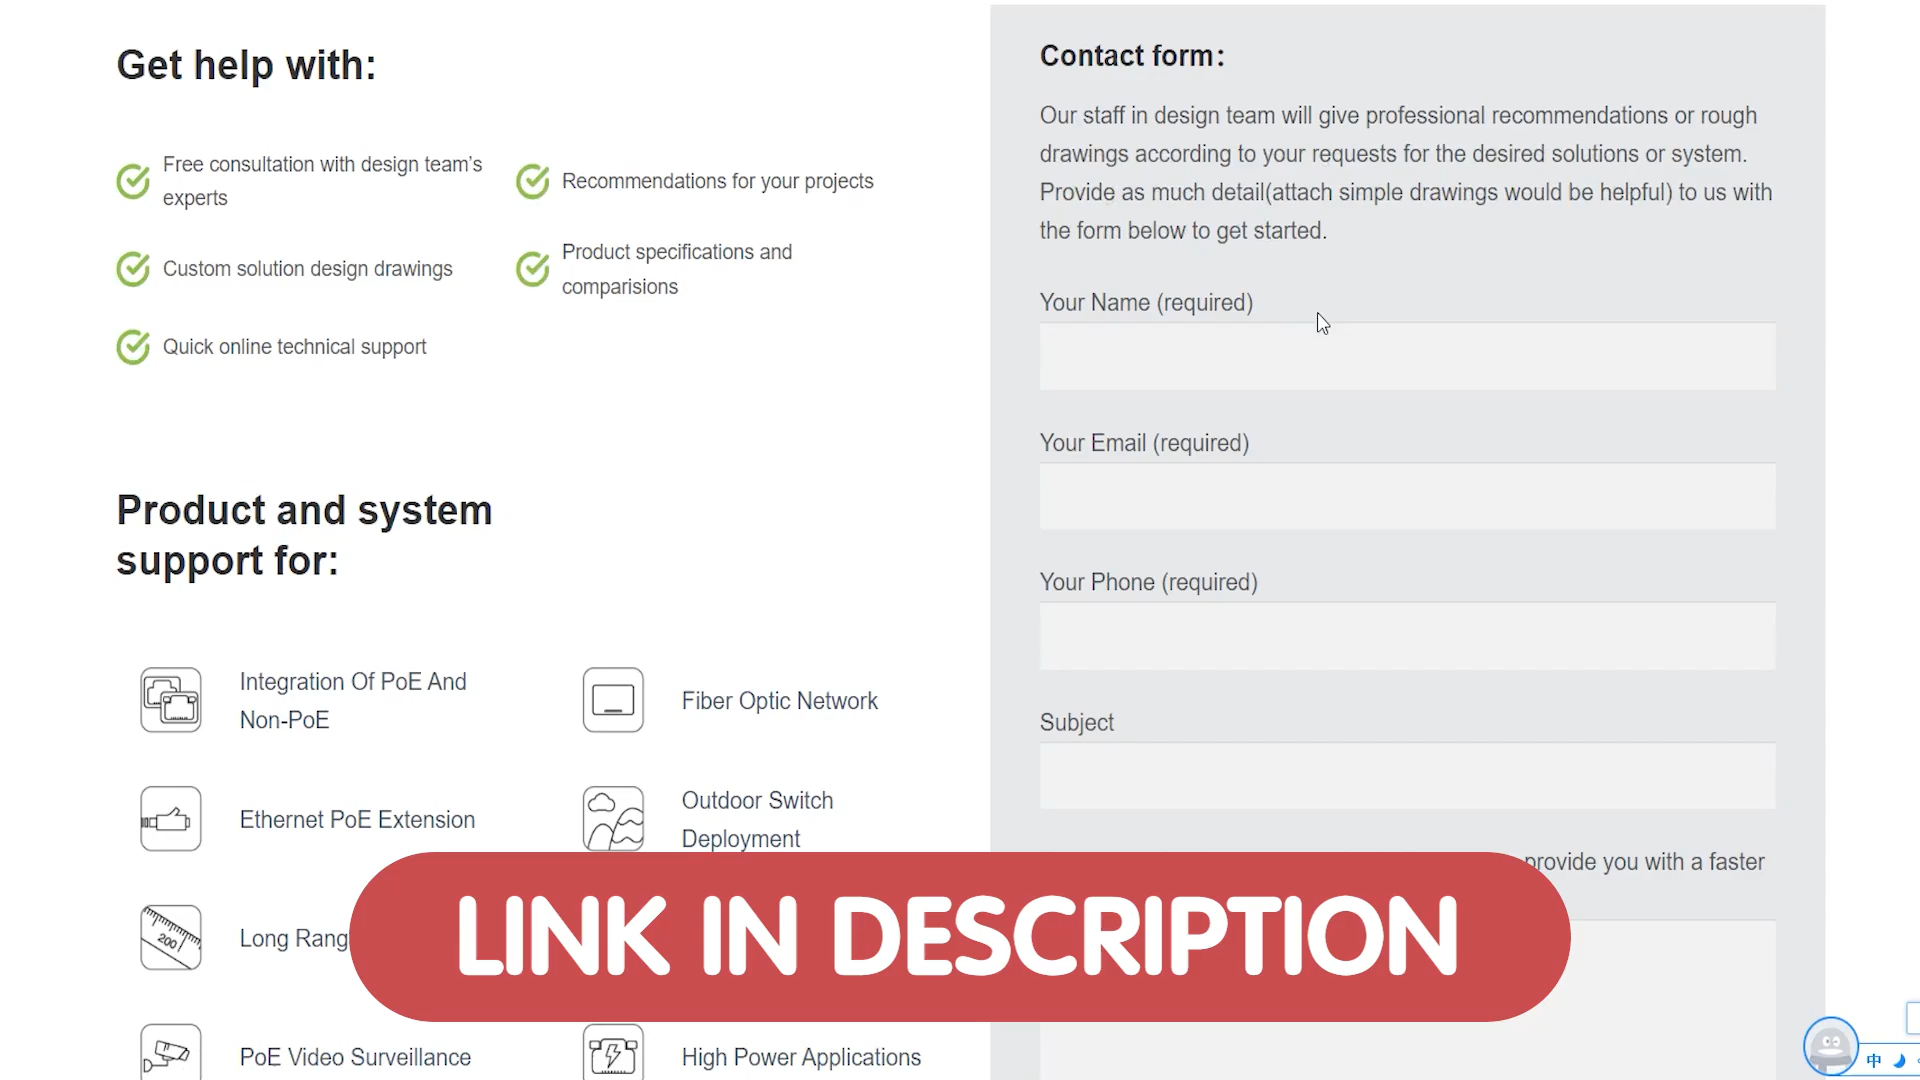 Get help with:
Free consultation with design team's
experts
Recommendations for your projects
Custom solution design drawings
Product specifications and
comparisions
Quick online technical support
Product and system
support for:
Integration Of PoE And
Non-PoE
Fiber Optic Network
Ethernet PoE Extension
Outdoor Switch
Deployment
200
Long Rang
PoE Video Surveillance
High Power Applications
Contact form:
Our staff in design team will give professional recommendations or rough
drawings according to your requests for the desired solutions or system.
Provide as much detail(attach simple drawings would be helpful) to us with
the form below to get started.
Your Name (required)
Your Email (required)
Your Phone (required)
Subject
provide you with a faster
LINK IN DESCRIPTION
中